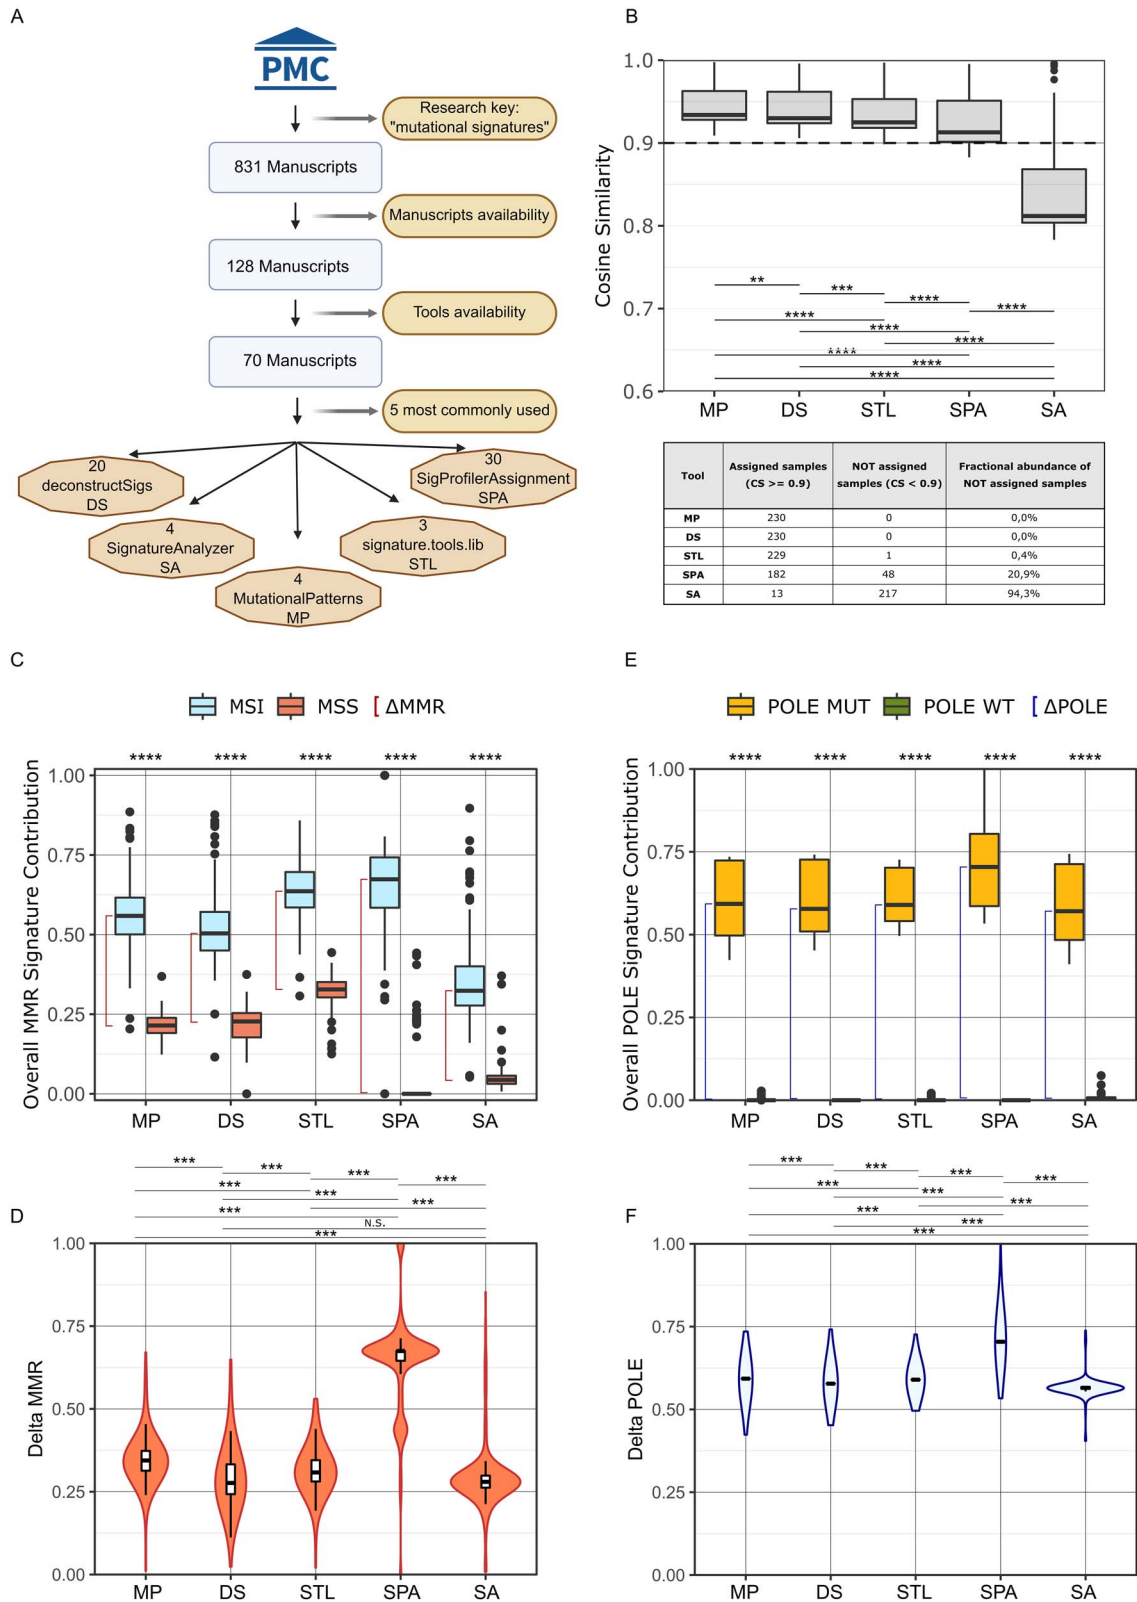 A
PMC
Research key:
"mutational signatures"
831 Manuscripts
Manuscripts availability
128 Manuscripts
Tools availability
70 Manuscripts
5 most commonly used
20
deconstructSigs
DS
4
SignatureAnalyzer
SA
4
MutationalPatterns
MP
3
signature.tools.lib
STL
30
SigProfilerAssignment
SPA
B
Cosine Similarity
1.0
0.9
0.8
0.7
0.6
**
***
****
****
****
****
****
****
****
****
MP DS STL SPA SA
Tool Assigned samples (CS >= 0.9) NOT assigned samples (CS < 0.9) Fractional abundance of NOT assigned samples
MP 230 0 0,0%
DS 230 0 0,0%
STL 229 1 0,4%
SPA 182 48 20,9%
SA 13 217 94,3%
C
MSI MSS ΔMMR
**** **** **** **** ****
Overall MMR Signature Contribution
1.00
0.75
0.50
0.25
0.00
MP DS STL SPA SA
E
POLE MUT POLE WT ΔPOLE
**** **** **** **** ****
Overall POLE Signature Contribution
1.00
0.75
0.50
0.25
0.00
MP DS STL SPA SA
D
***
***
***
***
***
***
***
***
N.S.
***
Delta MMR
1.00
0.75
0.50
0.25
0.00
MP DS STL SPA SA
F
***
***
***
***
***
***
***
***
***
***
Delta POLE
1.00
0.75
0.50
0.25
0.00
MP DS STL SPA SA